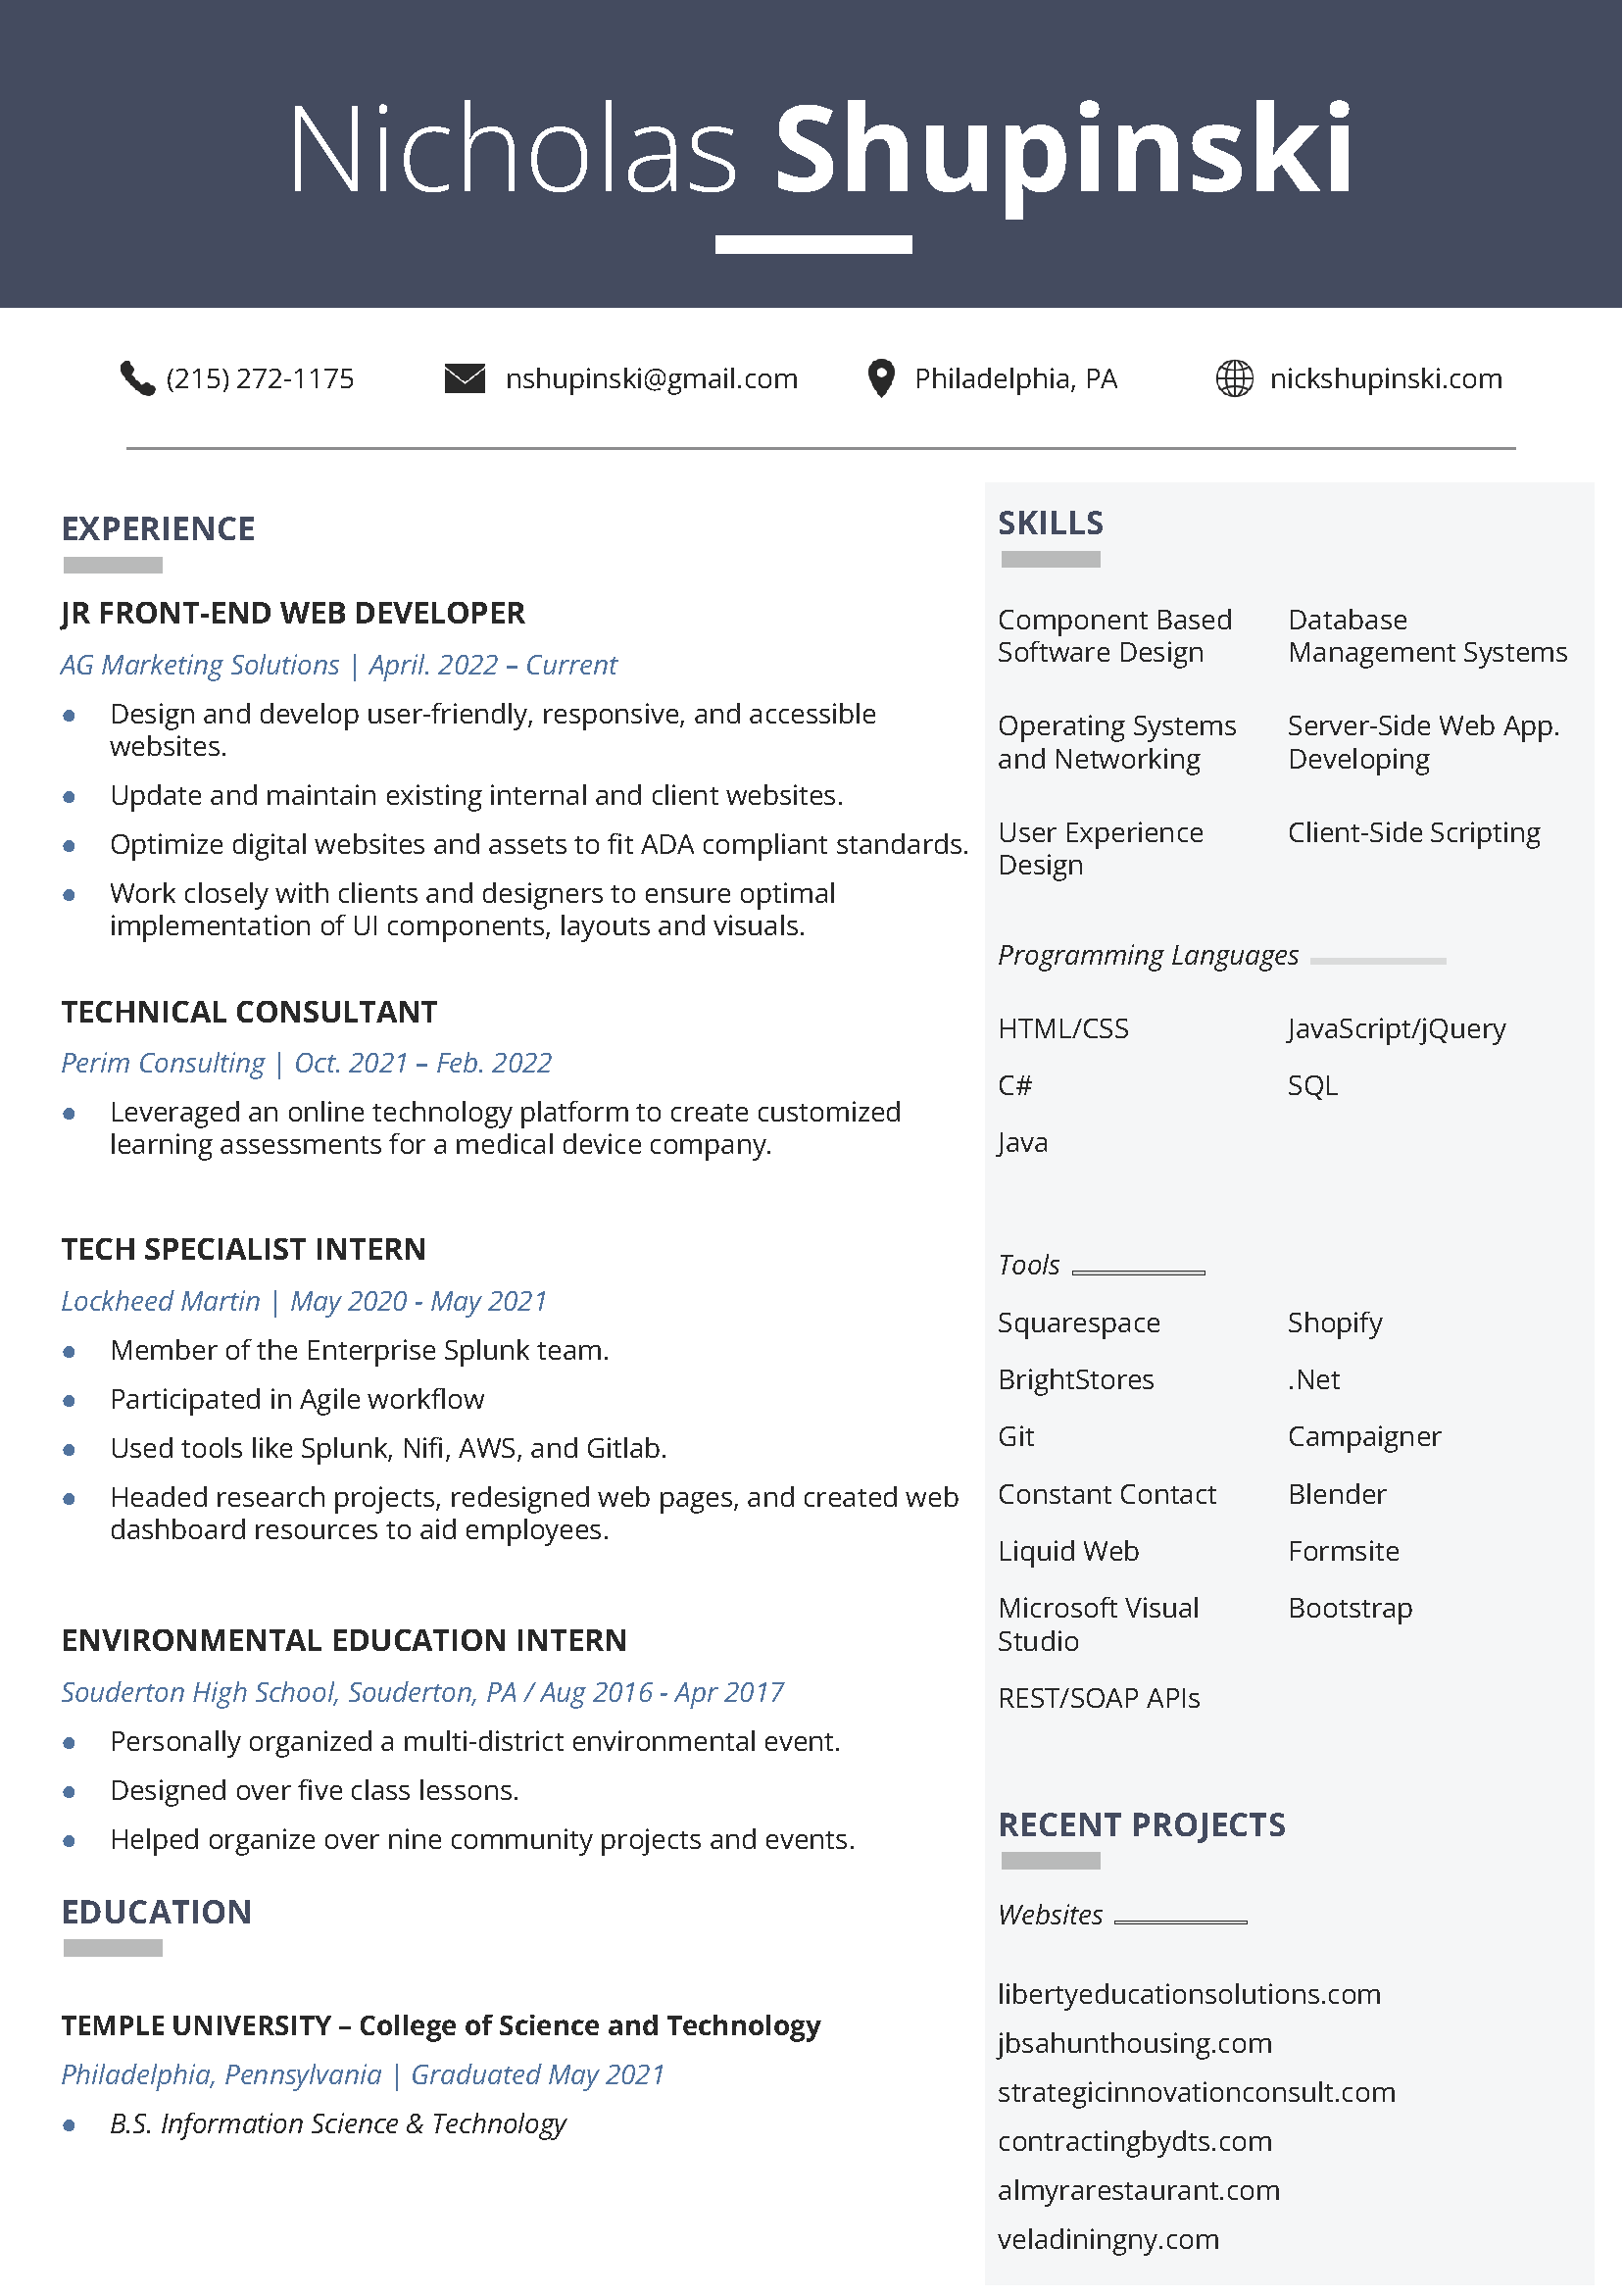 Nicholas Shupinski
(215) 272-1175 nshupinski@gmail.com Philadelphia, PA nickshupinski.com
EXPERIENCE
JR FRONT-END WEB DEVELOPER
AG Marketing Solutions | April. 2022 – Current
● Design and develop user-friendly, responsive, and accessible
websites.
● Update and maintain existing internal and client websites.
● Optimize digital websites and assets to fit ADA compliant standards.
● Work closely with clients and designers to ensure optimal
implementation of UI components, layouts and visuals.
TECHNICAL CONSULTANT
Perim Consulting | Oct. 2021 – Feb. 2022
● Leveraged an online technology platform to create customized
learning assessments for a medical device company.
TECH SPECIALIST INTERN
Lockheed Martin | May 2020 - May 2021
● Member of the Enterprise Splunk team.
● Participated in Agile workflow
● Used tools like Splunk, Nifi, AWS, and Gitlab.
● Headed research projects, redesigned web pages, and created web
dashboard resources to aid employees.
ENVIRONMENTAL EDUCATION INTERN
Souderton High School, Souderton, PA / Aug 2016 - Apr 2017
● Personally organized a multi-district environmental event.
● Designed over five class lessons.
● Helped organize over nine community projects and events.
EDUCATION
TEMPLE UNIVERSITY – College of Science and Technology
Philadelphia, Pennsylvania | Graduated May 2021
● B.S. Information Science & Technology
SKILLS
Component Based Database
Software Design Management Systems
Operating Systems Server-Side Web App.
and Networking Developing
User Experience Client-Side Scripting
Design
Programming Languages
HTML/CSS JavaScript/jQuery
C# SQL
Java
Tools
Squarespace Shopify
BrightStores .Net
Git Campaigner
Constant Contact Blender
Liquid Web Formsite
Microsoft Visual Bootstrap
Studio
REST/SOAP APIs
RECENT PROJECTS
Websites
libertyeducationsolutions.com
jbsahunthousing.com
strategicinnovationconsult.com
contractingbydts.com
almyrarestaurant.com
veladiningny.com